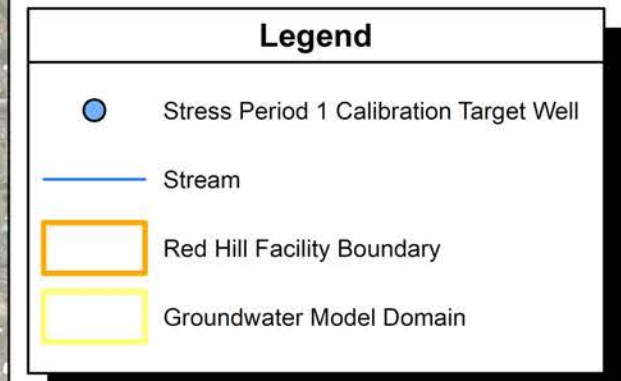 Legend
Stress Period 1 Calibration Target Well
Stream
Red Hill Facility Boundary
Groundwater Model Domain